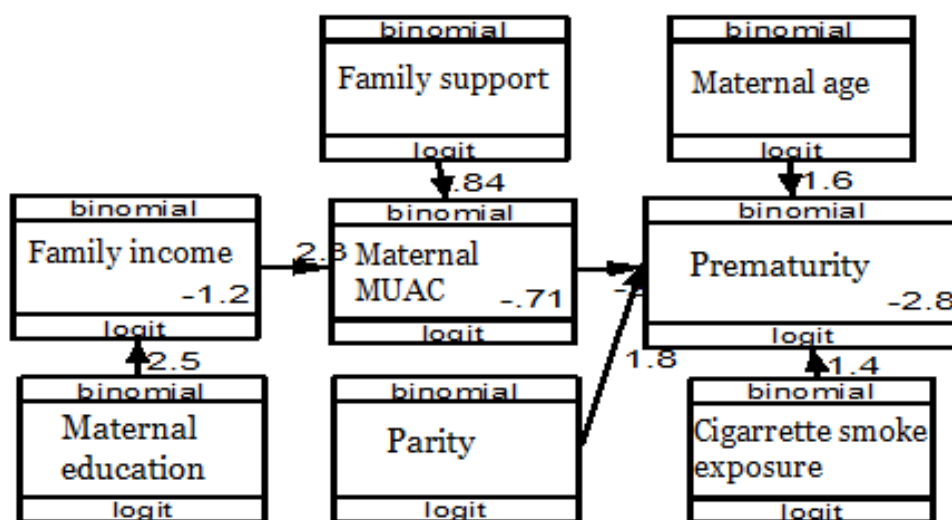 binomial
Family support
logit
binomial
Maternal age
logit
.84
1.6
binomial
Family income
-1.2
logit
2.3
binomial
Maternal
MUAC
-.71
logit
binomial
Prematurity
-2.8
logit
2.5
1.8
1.4
binomial
Maternal
education
logit
binomial
Parity
logit
binomial
Cigarrette smoke
exposure
logit